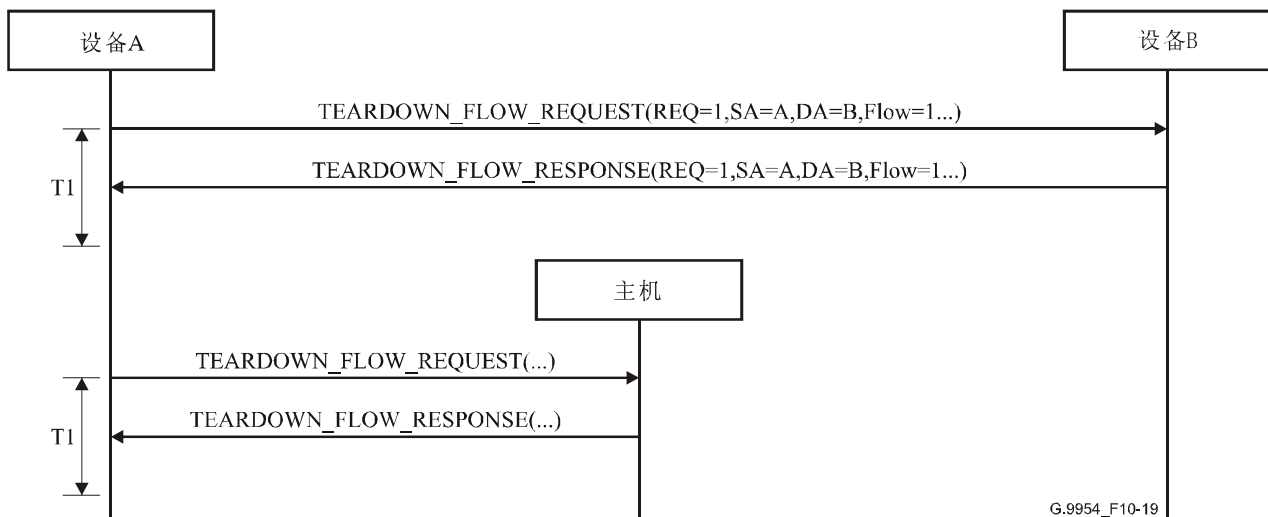 设备A
设备B
TEARDOWN_FLOW_REQUEST(REQ=1,SA=A,DA=B,Flow=1...)
TEARDOWN_FLOW_RESPONSE(REQ=1,SA=A,DA=B,Flow=1...)
T1
主机
TEARDOWN_FLOW_REQUEST(...)
TEARDOWN_FLOW_RESPONSE(...)
T1
G.9954_F10-19